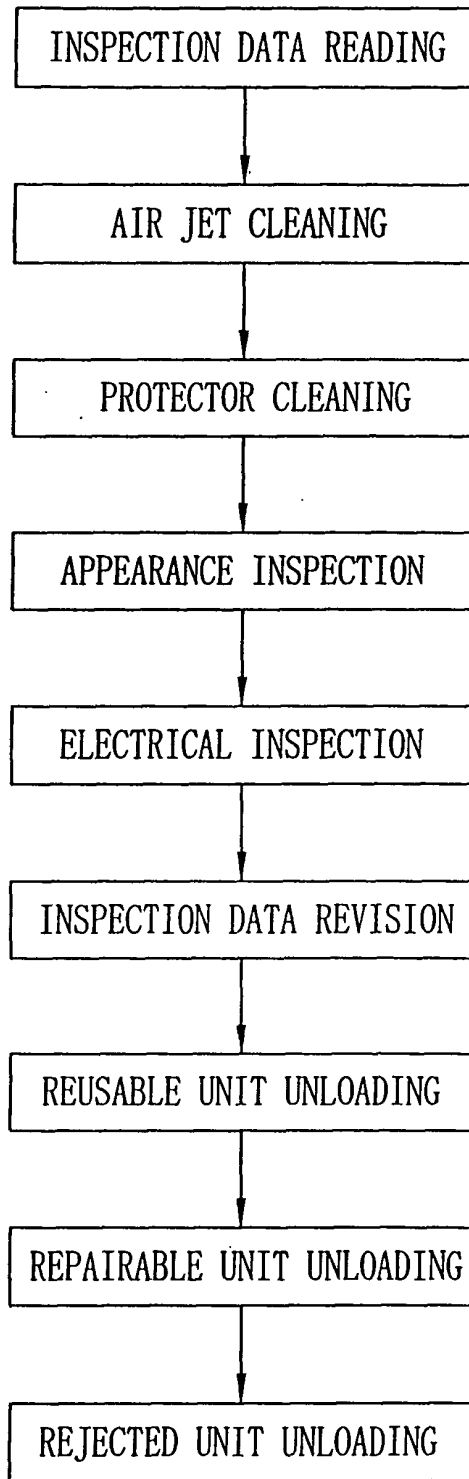 INSPECTION DATA READING
AIR JET CLEANING
PROTECTOR CLEANING
APPEARANCE INSPECTION
ELECTRICAL INSPECTION
INSPECTION DATA REVISION
REUSABLE UNIT UNLOADING
REPAIRABLE UNIT UNLOADING
REJECTED UNIT UNLOADING